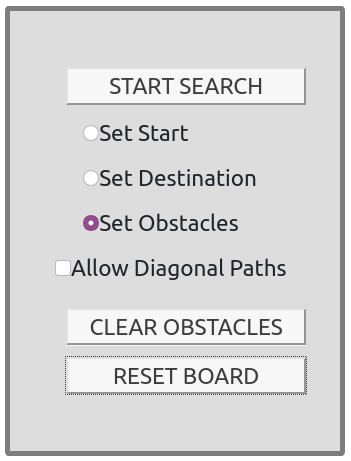 START SEARCH
Set Start
Set Destination
Set Obstacles
Allow Diagonal Paths
CLEAR OBSTACLES
RESET BOARD